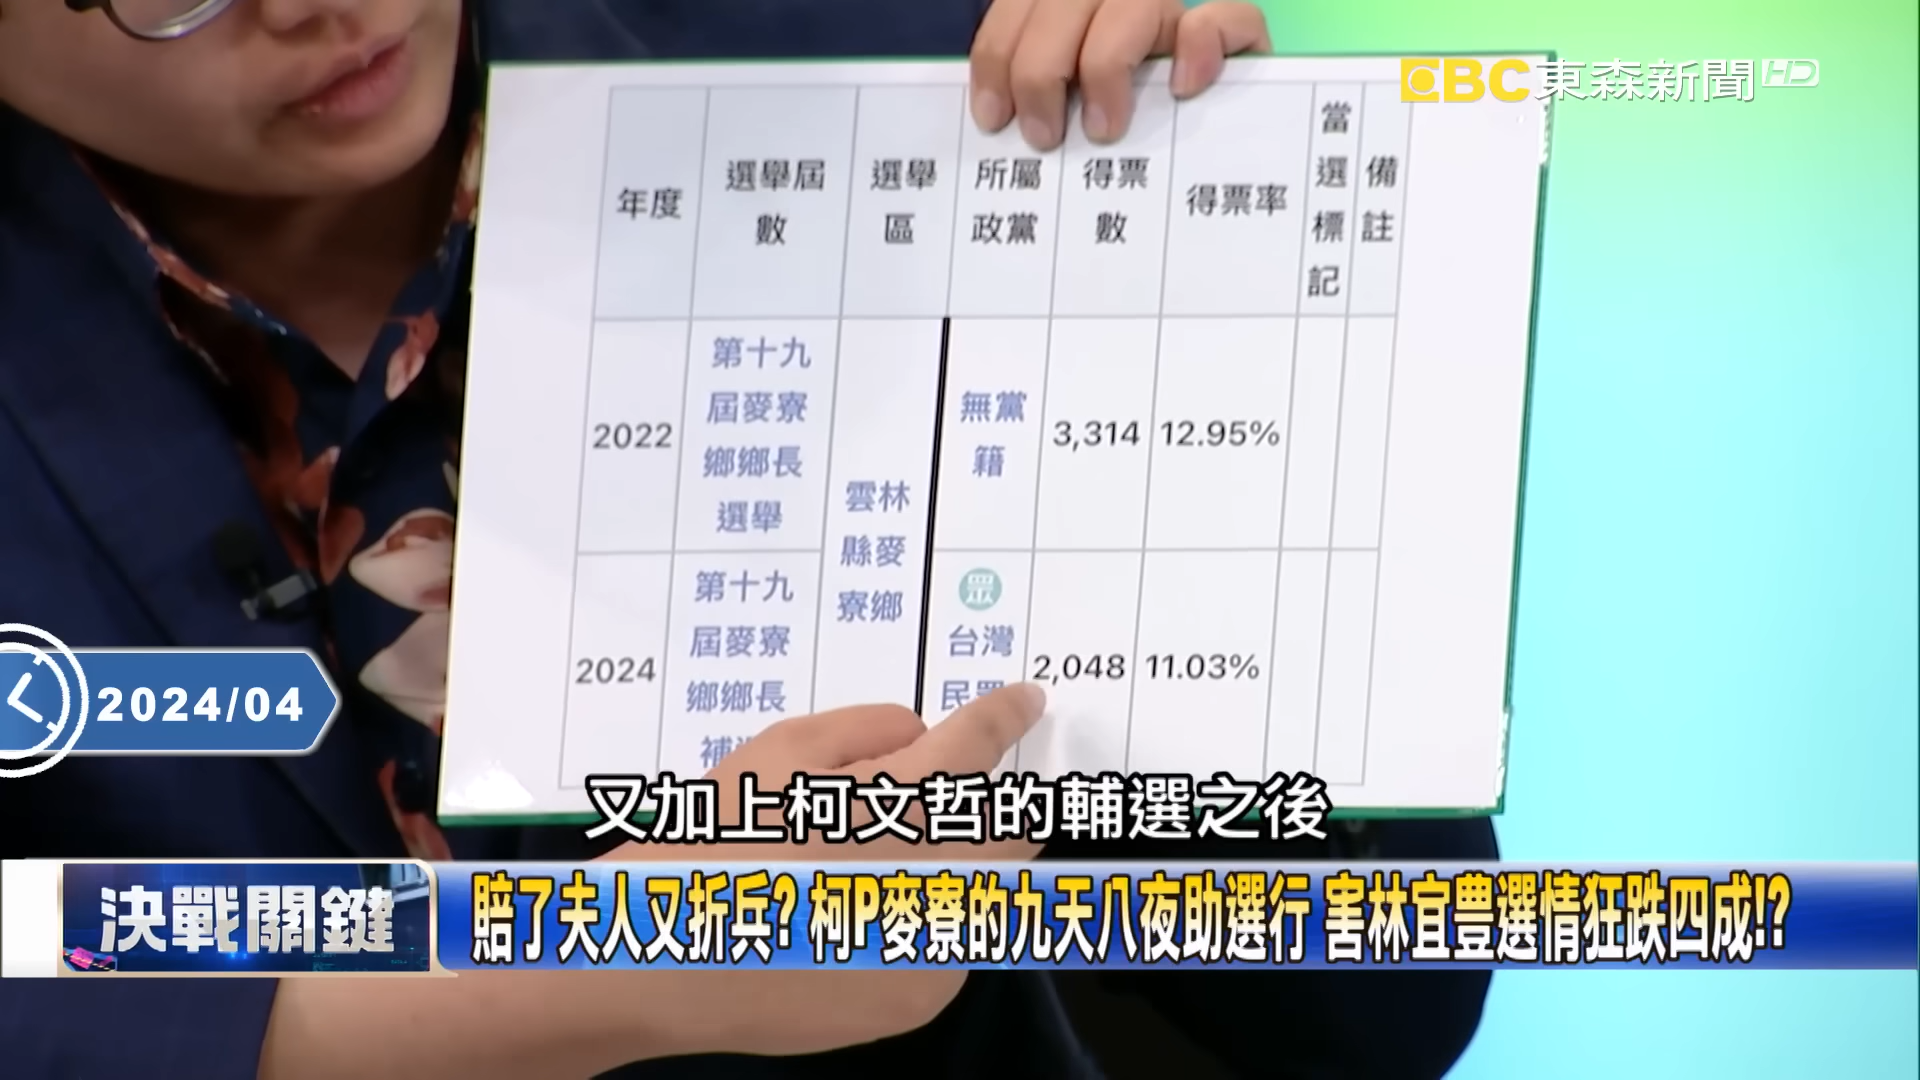 EBC 東森新聞 HD
年度
選舉屆
數
選舉
區
所屬
政黨
得票
數
得票率
當
選
標
記
備
註
2022
第十九
屆麥寮
鄉鄉長
選舉
雲林
縣麥
寮鄉
無黨
籍
3,314
12.95%
2024
第十九
屆麥寮
鄉鄉長
補
眾
台灣
民眾
2,048
11.03%
2024/04
又加上柯文哲的輔選之後
決戰關鍵
賠了夫人又折兵? 柯P麥寮的九天八夜助選行 害林宜豊選情狂跌四成!?